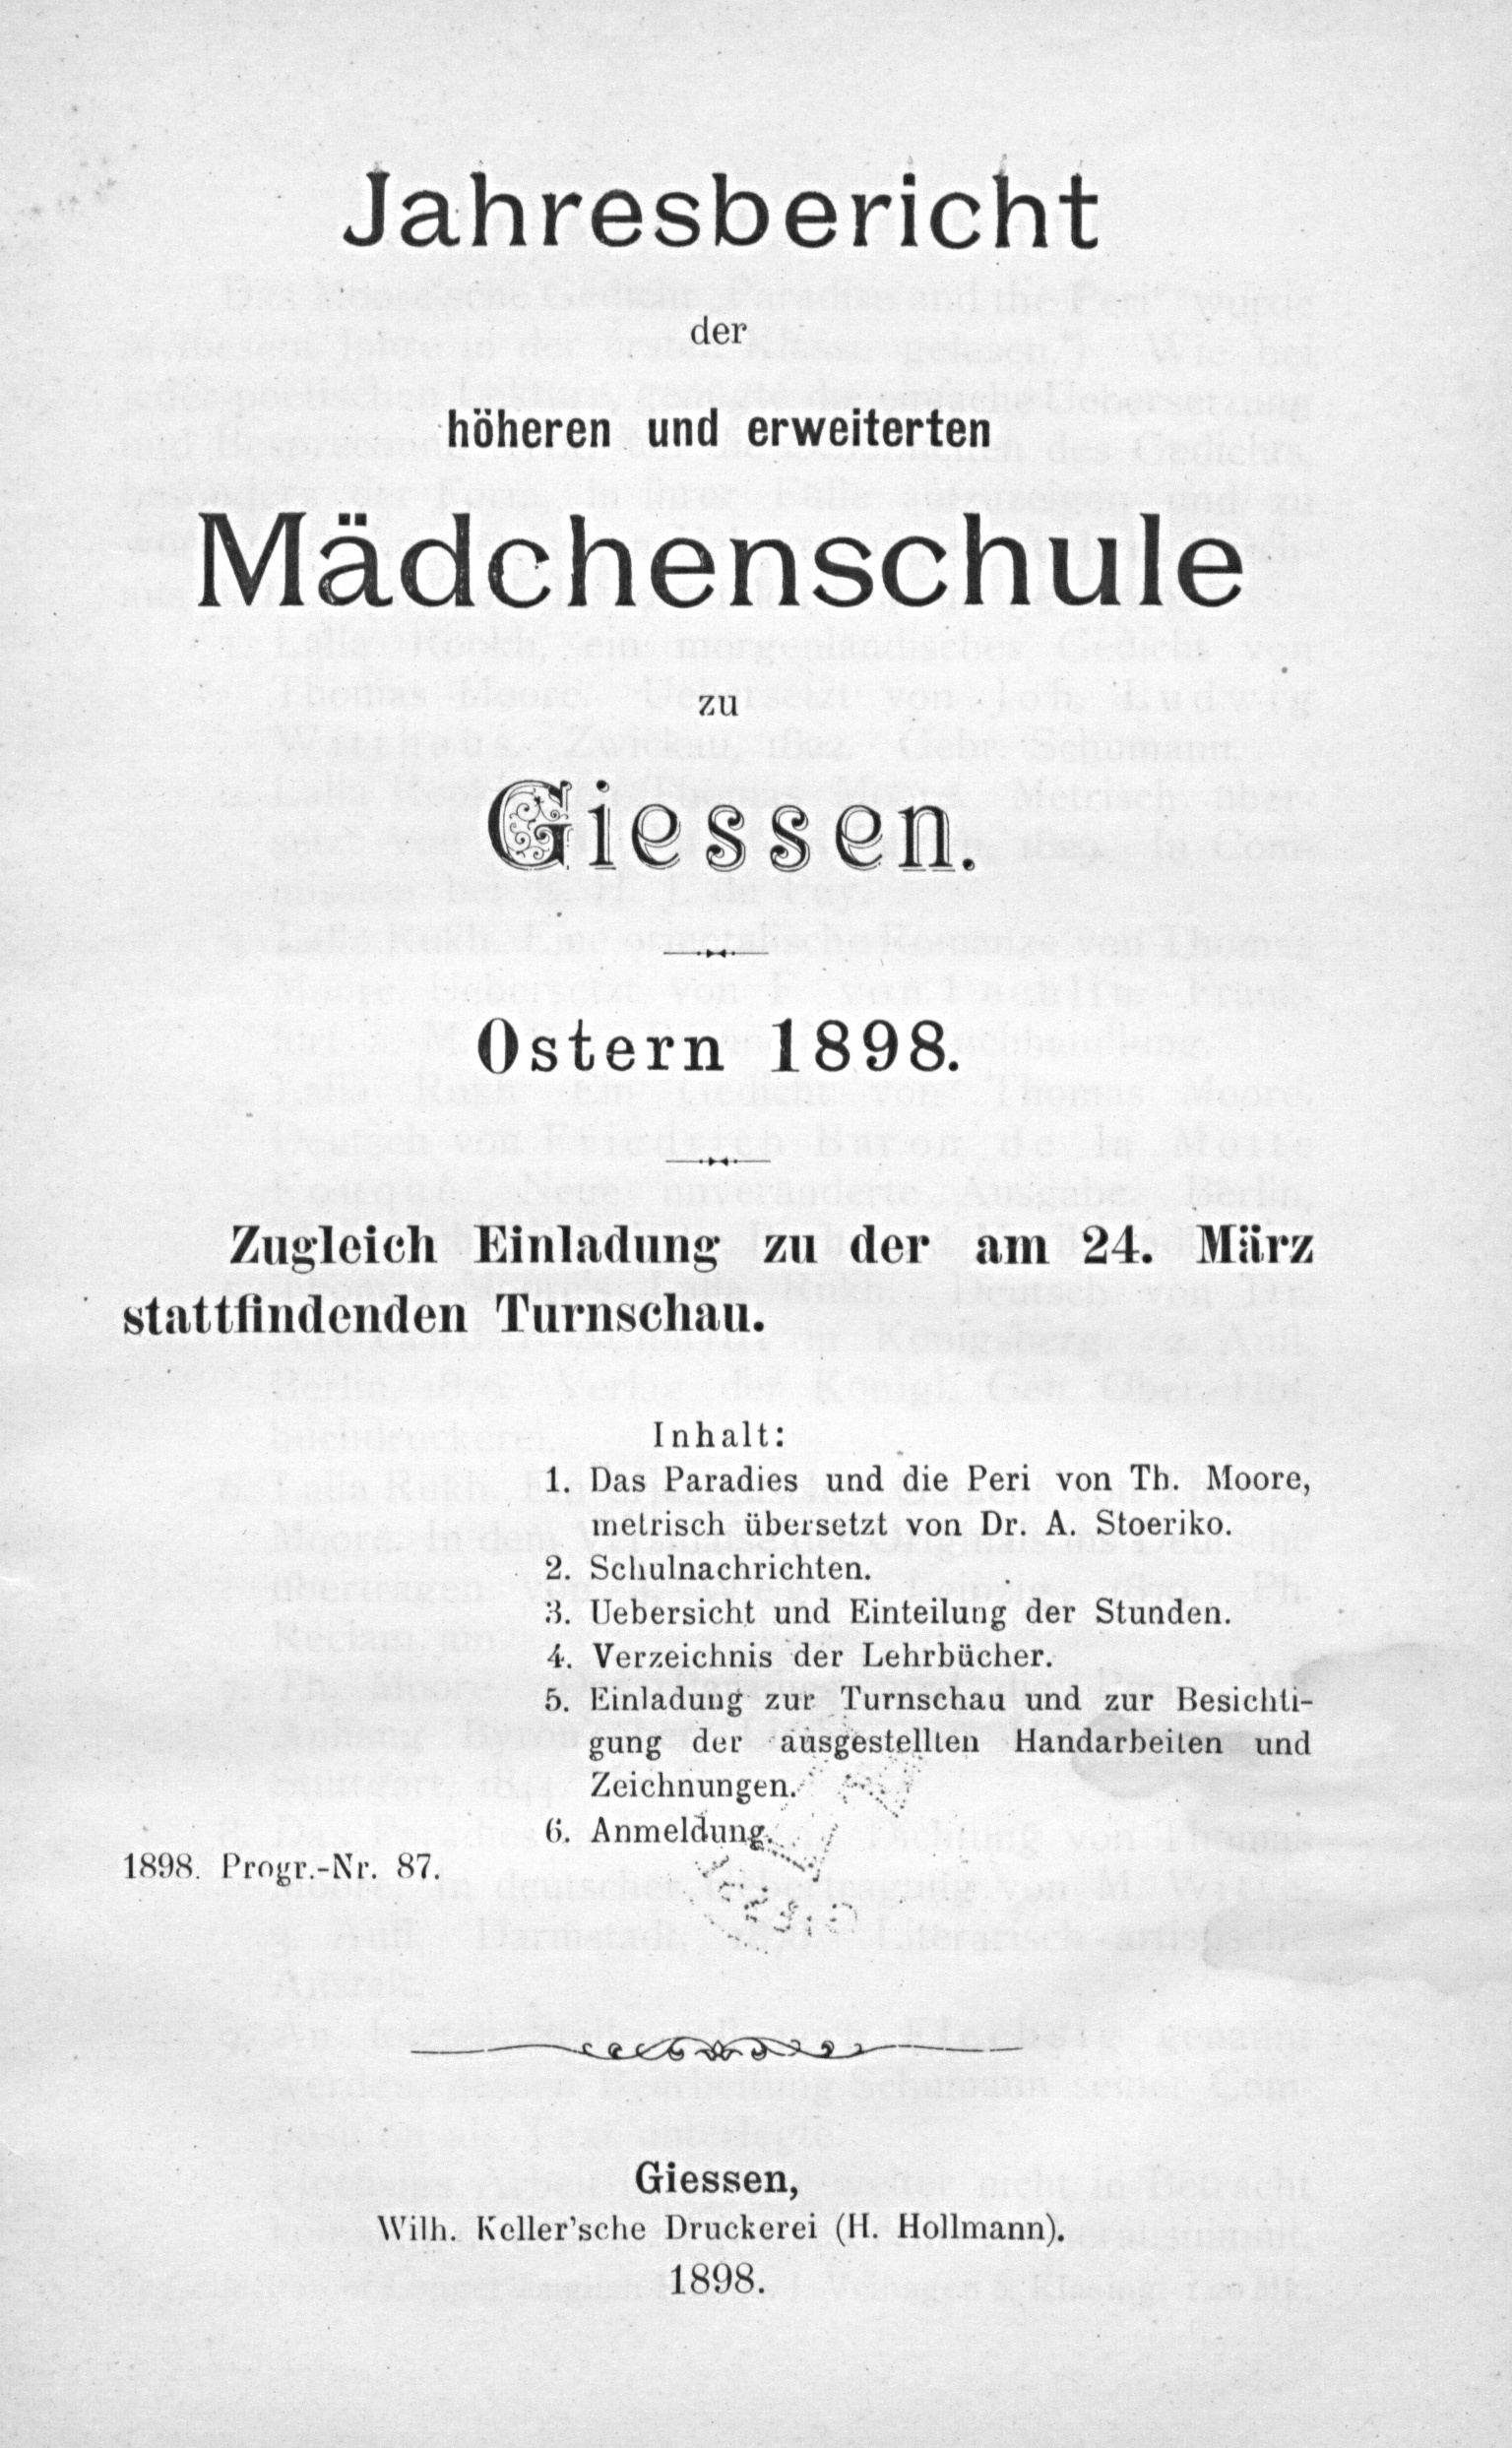 Jahresbericht
der
höheren und erweiterten
Mädchenschule
zu
Giessen.
Ostern 1898.
Zugleich Einladung zu der am 24. März
stattfindenden Turnschau.
Inhalt:
1. Das Paradies und die Peri von Th. Moore,
metrisch übersetzt von Dr. A. Stoeriko.
2. Schulnachrichten.
3. Uebersicht und Einteilung der Stunden.
4. Verzeichnis der Lehrbücher.
5. Einladung zur Turnschau und zur Besichti-
gung der ausgestellten Handarbeiten und
Zeichnungen.
6. Anmeldung.
1898. Progr.-Nr. 87.
Giessen,
Wilh. Keller'sche Druckerei (H. Hollmann).
1898.